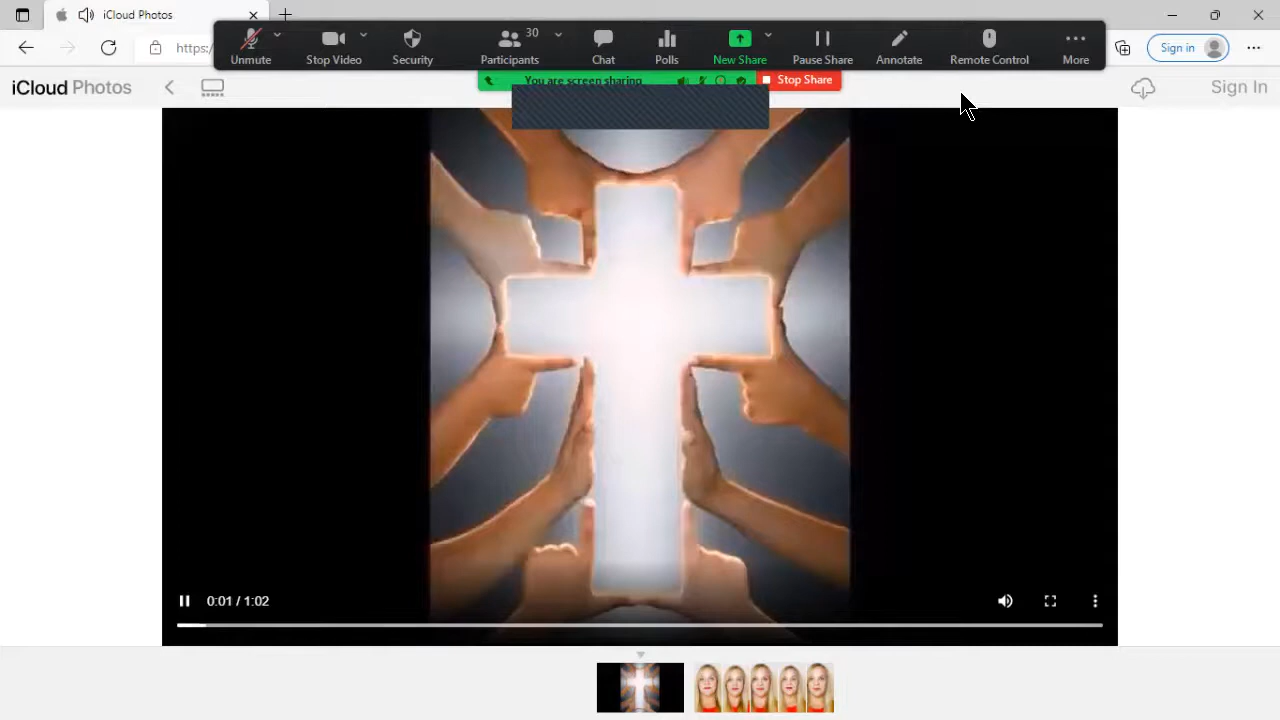 iCloud Photos
Unmute
Stop Video
Security
Participants
30
Chat
Polls
New Share
Pause Share
Annotate
Remote Control
More
https:
Sign in
You are screen sharing
Stop Share
iCloud Photos
Sign In
0:01 / 1:02